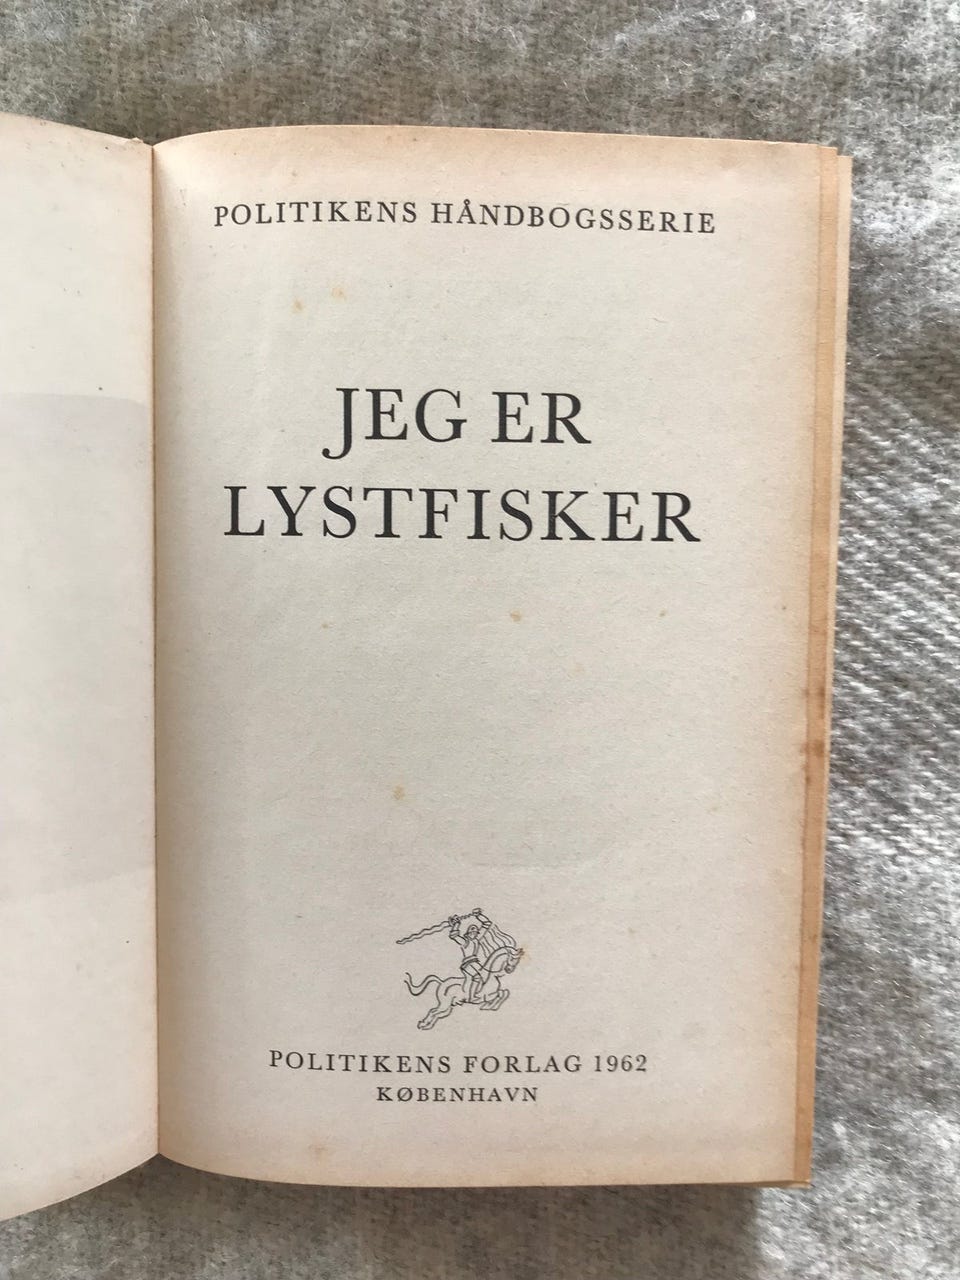 POLITIKENS HÅNDBOGSSERIE
JEG ER
LYSTFISKER
POLITIKENS FORLAG 1962
KØBENHAVN